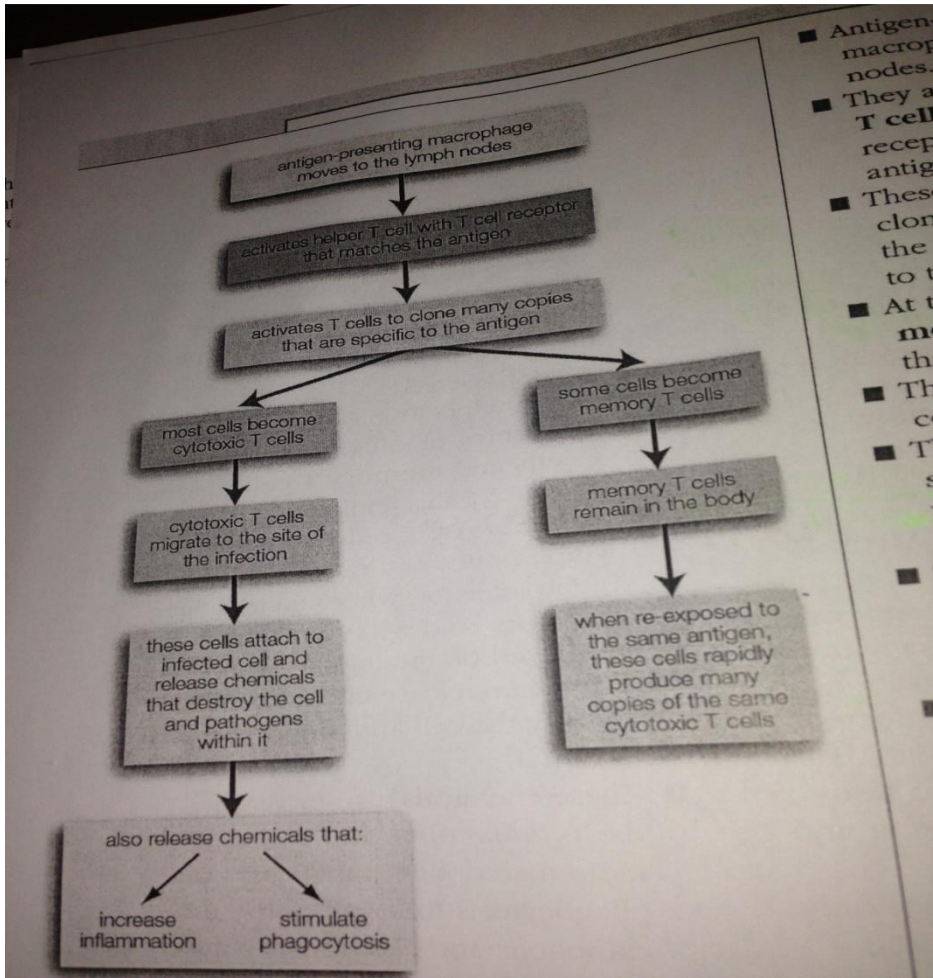 antigen-presenting macrophage
moves to the lymph nodes
activates helper T cell with T cell receptor
that matches the antigen
activates T cells to clone many copies
that are specific to the antigen
most cells become
cytotoxic T cells
cytotoxic T cells
migrate to the site of
the infection
these cells attach to
infected cell and
release chemicals
that destroy the cell
and pathogens
within it
also release chemicals that:
increase
inflammation
stimulate
phagocytosis
some cells become
memory T cells
memory T cells
remain in the body
when re-exposed to
the same antigen,
these cells rapidly
produce many
copies of the same
cytotoxic T cells
■ Antigen-
macrop
nodes.
■ They a
T cell
recep
antig
■ These
clon
the
to t
■ At t
me
th
■ Th
c
■ T
s